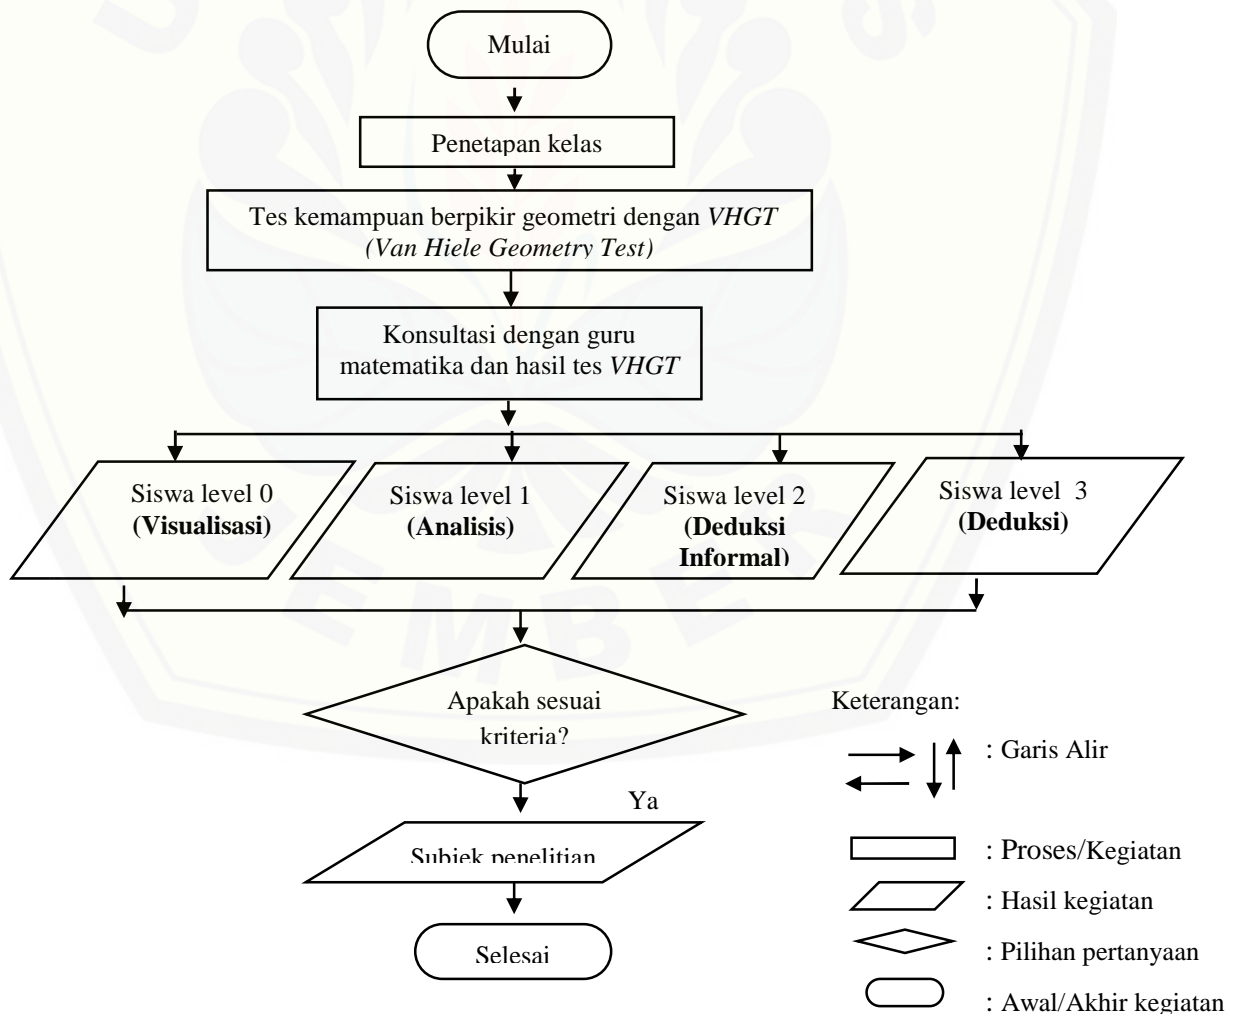 Mulai
Penetapan kelas
Tes kemampuan berpikir geometri dengan VHGT
(Van Hiele Geometry Test)
Konsultasi dengan guru
matematika dan hasil tes VHGT
Siswa level 0
(Visualisasi)
Siswa level 1
(Analisis)
Siswa level 2
(Deduksi
Informal)
Siswa level 3
(Deduksi)
Apakah sesuai
kriteria?
Ya
Subjek penelitian
Selesai
Keterangan:
: Garis Alir
: Proses/Kegiatan
: Hasil kegiatan
: Pilihan pertanyaan
: Awal/Akhir kegiatan